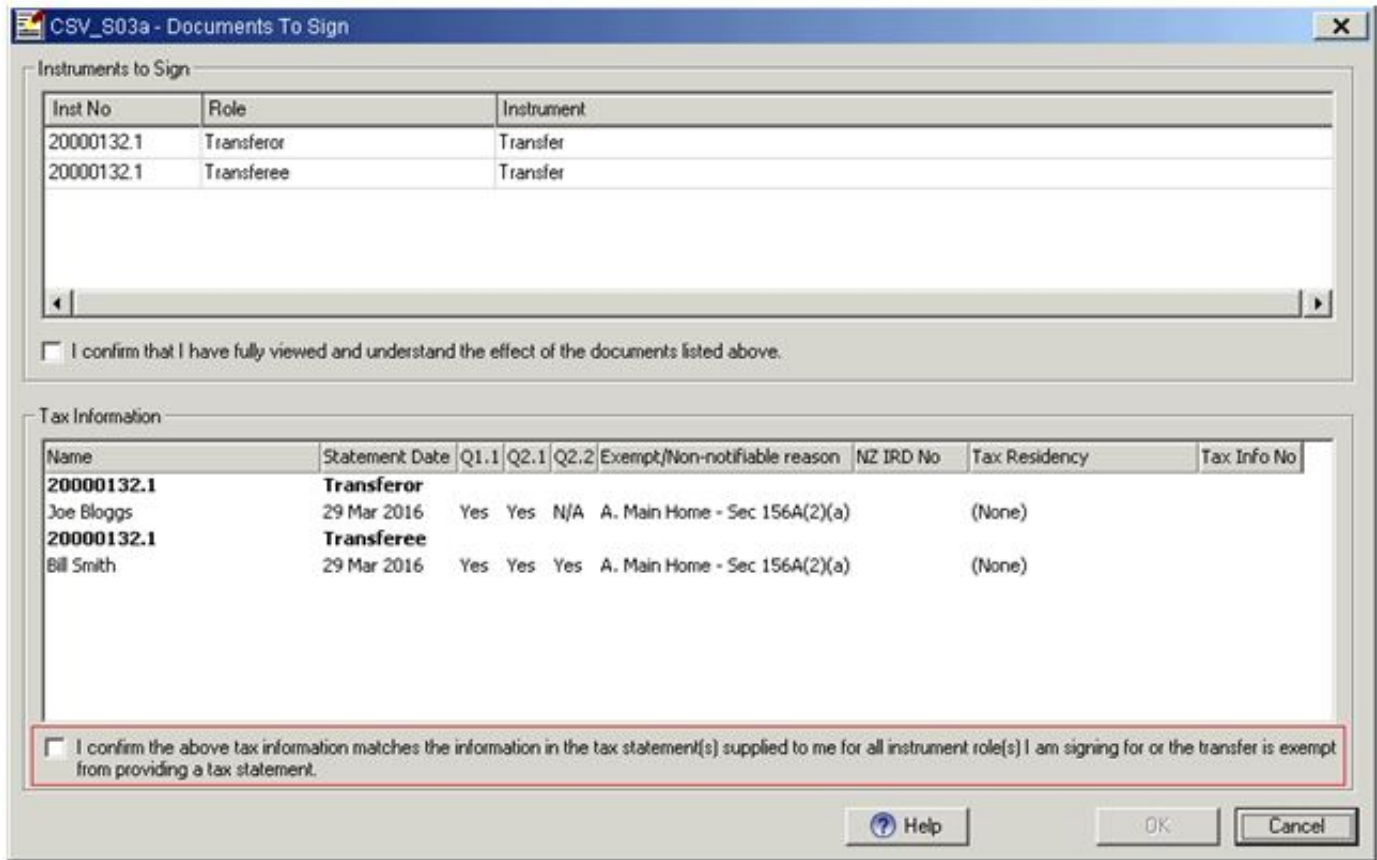 CSV_S03a - Documents To Sign
Instruments to Sign
Inst No Role Instrument
20000132.1 Transferor Transfer
20000132.1 Transferee Transfer
I confirm that I have fully viewed and understand the effect of the documents listed above.
Tax Information
Name Statement Date Q1.1 Q2.1 Q2.2 Exempt/Non-notifiable reason NZ IRD No Tax Residency Tax Info No
20000132.1 Transferor
Joe Bloggs 29 Mar 2016 Yes Yes N/A A. Main Home - Sec 156A(2)(a) (None)
20000132.1 Transferee
Bill Smith 29 Mar 2016 Yes Yes Yes A. Main Home - Sec 156A(2)(a) (None)
I confirm the above tax information matches the information in the tax statement(s) supplied to me for all instrument role(s) I am signing for or the transfer is exempt
from providing a tax statement.
? Help OK Cancel